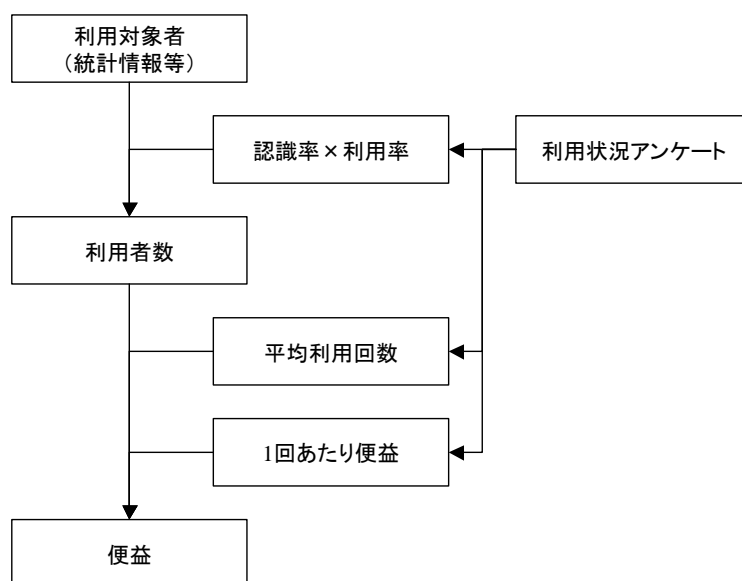 利用対象者
（統計情報等）
認識率×利用率
利用状況アンケート
利用者数
平均利用回数
1回あたり便益
便益